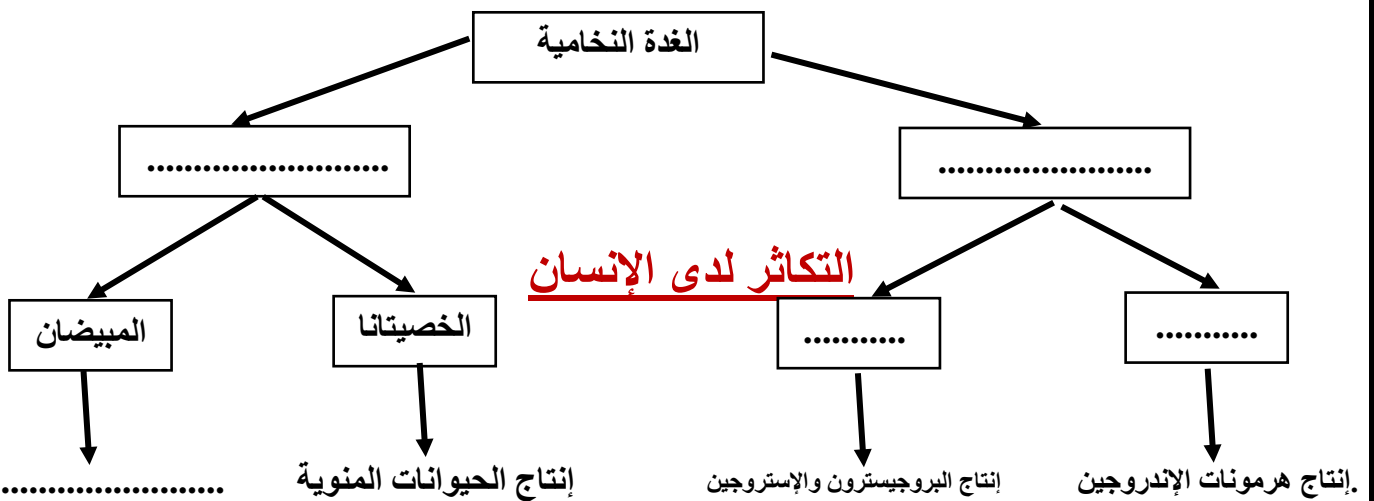 الغدة النخامية
....................... ..........................
التكاثر لدى الإنسان
........... ........... الخصيتانا المبيضان
.إنتاج هرمونات الإندروجين إنتاج البروجيسترون والإستروجين إنتاج الحيوانات المنوية ........................